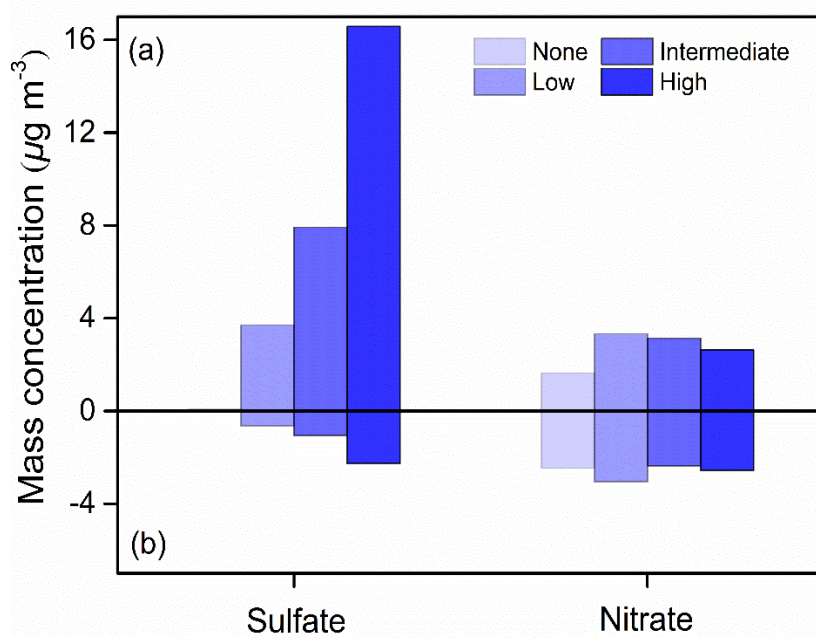 (a)
None
Intermediate
Low
High
Mass concentration (μg m⁻³)
16
12
8
4
0
-4
(b)
Sulfate
Nitrate